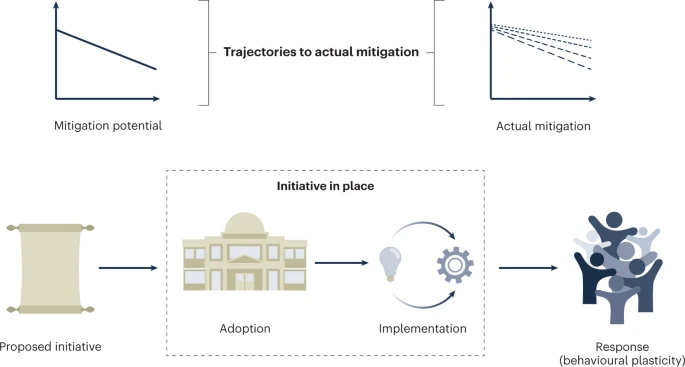 Trajectories to actual mitigation
Mitigation potential
Actual mitigation
Initiative in place
Adoption
Implementation
Proposed initiative
Response
(behavioural plasticity)